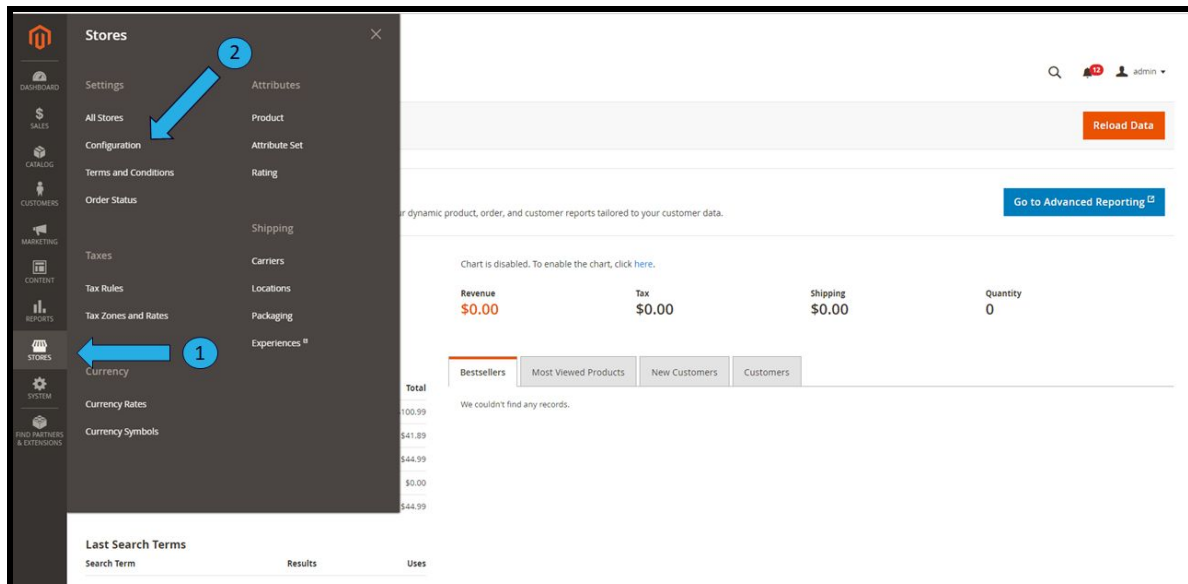 DASHBOARD
SALES
CATALOG
CUSTOMERS
MARKETING
CONTENT
REPORTS
STORES
SYSTEM
FIND PARTNERS
& EXTENSIONS
Stores
2
Settings
All Stores
Configuration
Terms and Conditions
Order Status
Taxes
Tax Rules
Tax Zones and Rates
1
Currency
Currency Rates
Currency Symbols
Attributes
Product
Attribute Set
Rating
Shipping
Carriers
Locations
Packaging
Experiences
12
admin
Reload Data
ur dynamic product, order, and customer reports tailored to your customer data.
Go to Advanced Reporting
Chart is disabled. To enable the chart, click here.
Revenue Tax Shipping Quantity
$0.00 $0.00 $0.00 0
Bestsellers Most Viewed Products New Customers Customers
We couldn't find any records.
Total
100.99
$41.89
$44.99
$0.00
$44.99
Last Search Terms
Search Term Results Uses